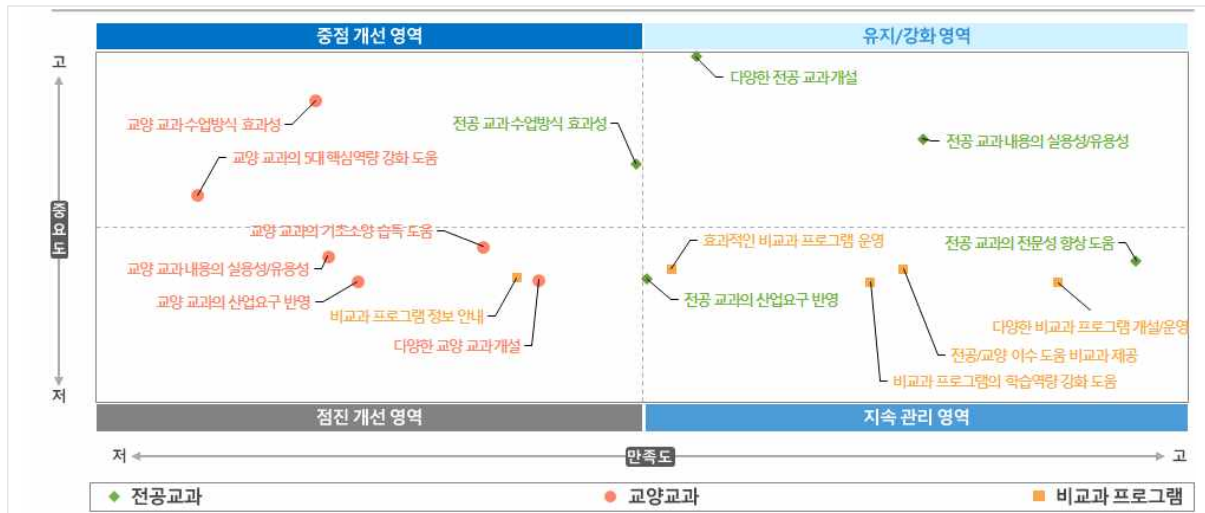 중점 개선 영역
유지/강화 영역
고
다양한 전공 교과 개설
교양 교과 수업방식 효과성
전공 교과 수업방식 효과성
전공 교과 내용의 실용성/유용성
교양 교과의 5대 핵심역량 강화 도움
중요도
교양 교과의 기초소양 습득 도움
효과적인 비교과 프로그램 운영
전공 교과의 전문성 향상 도움
교양 교과 내용의 실용성/유용성
교양 교과의 산업요구 반영
전공 교과의 산업요구 반영
비교과 프로그램 정보 안내
다양한 비교과 프로그램 개설/운영
다양한 교양 교과 개설
전공/교양 이수 도움 비교과 제공
비교과 프로그램의 학습역량 강화 도움
저
점진 개선 영역
지속 관리 영역
저
만족도
고
전공교과
교양교과
비교과 프로그램